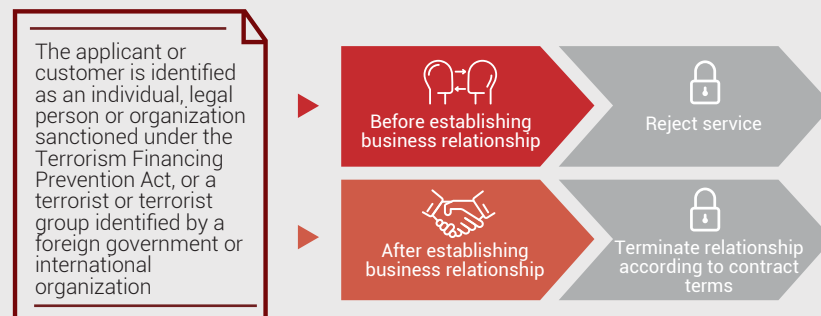 The applicant or
customer is identified
as an individual, legal
person or organization
sanctioned under the
Terrorism Financing
Prevention Act, or a
terrorist or terrorist
group identified by a
foreign government or
international
organization
Before establishing
business relationship
Reject service
After establishing
business relationship
Terminate relationship
according to contract
terms